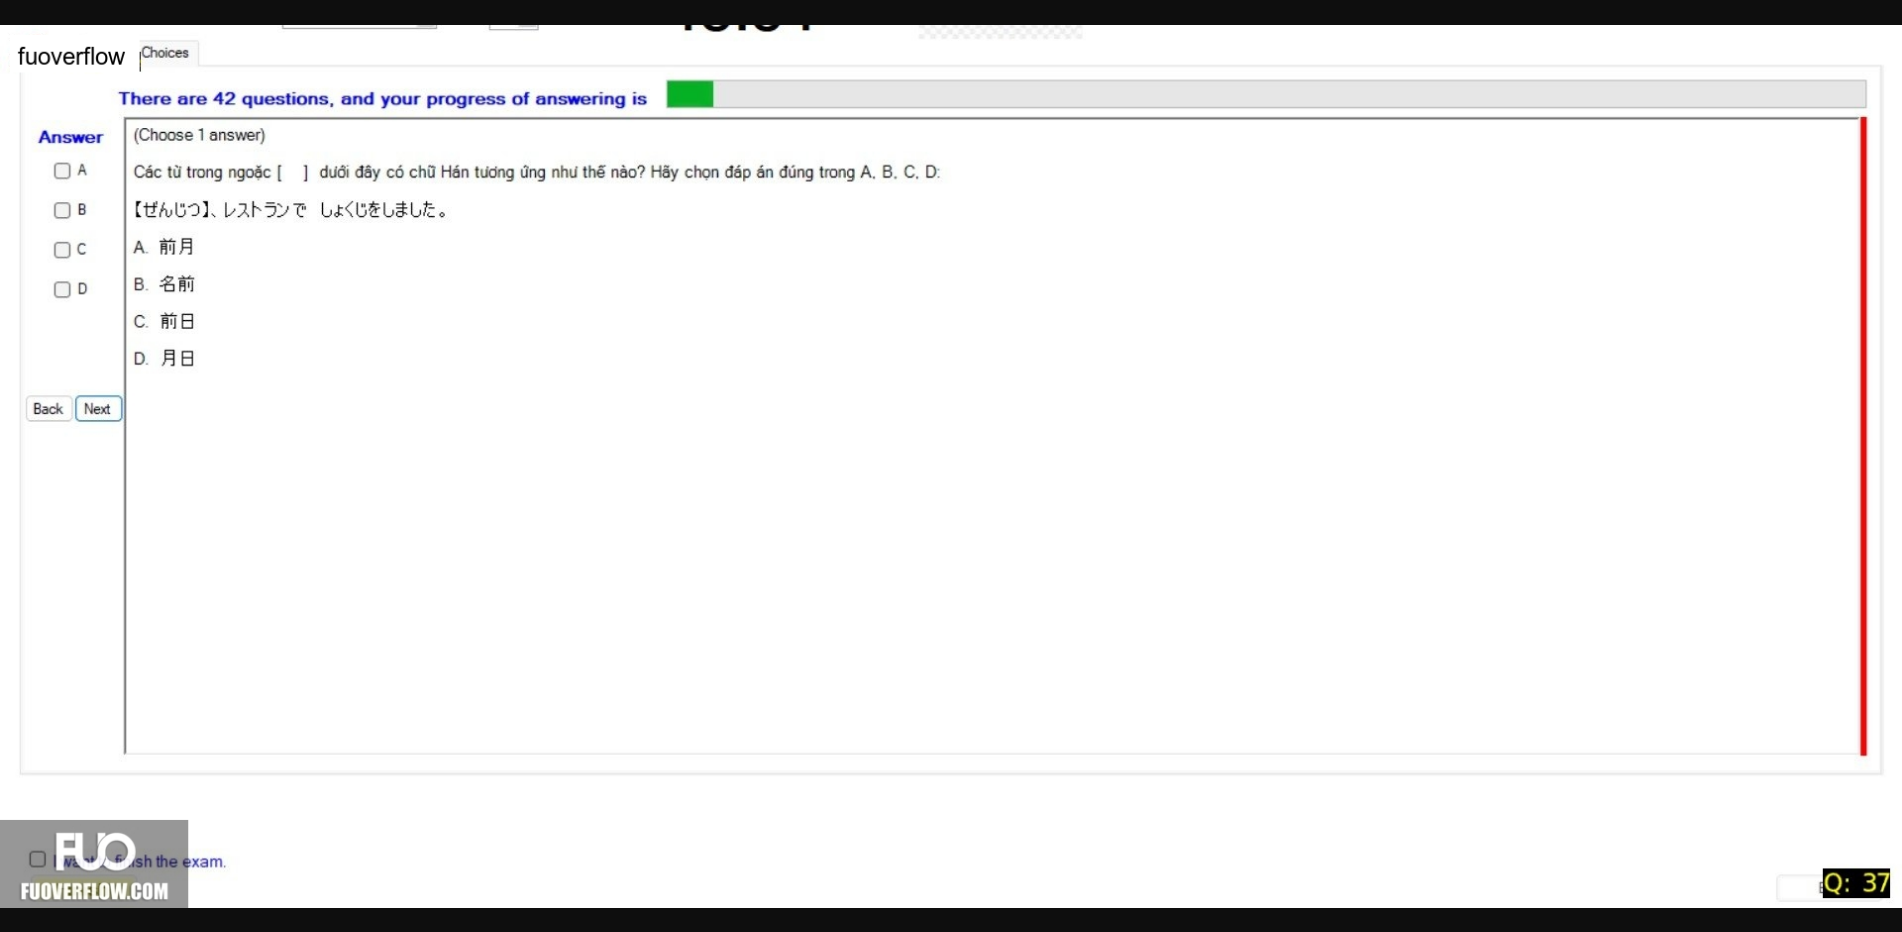 fuoverflow
Choices
There are 42 questions, and your progress of answering is
Answer
(Choose 1 answer)
A
Các từ trong ngoặc [ ] dưới đây có chữ Hán tương ứng như thế nào? Hãy chọn đáp án đúng trong A, B, C, D:
B
【ぜんじつ】、レストランで しょくじをしました。
C
A. 前月
D
B. 名前
C. 前日
D. 月日
Back
Next
finish the exam.
FUO
FUOVERFLOW.COM
Q: 37